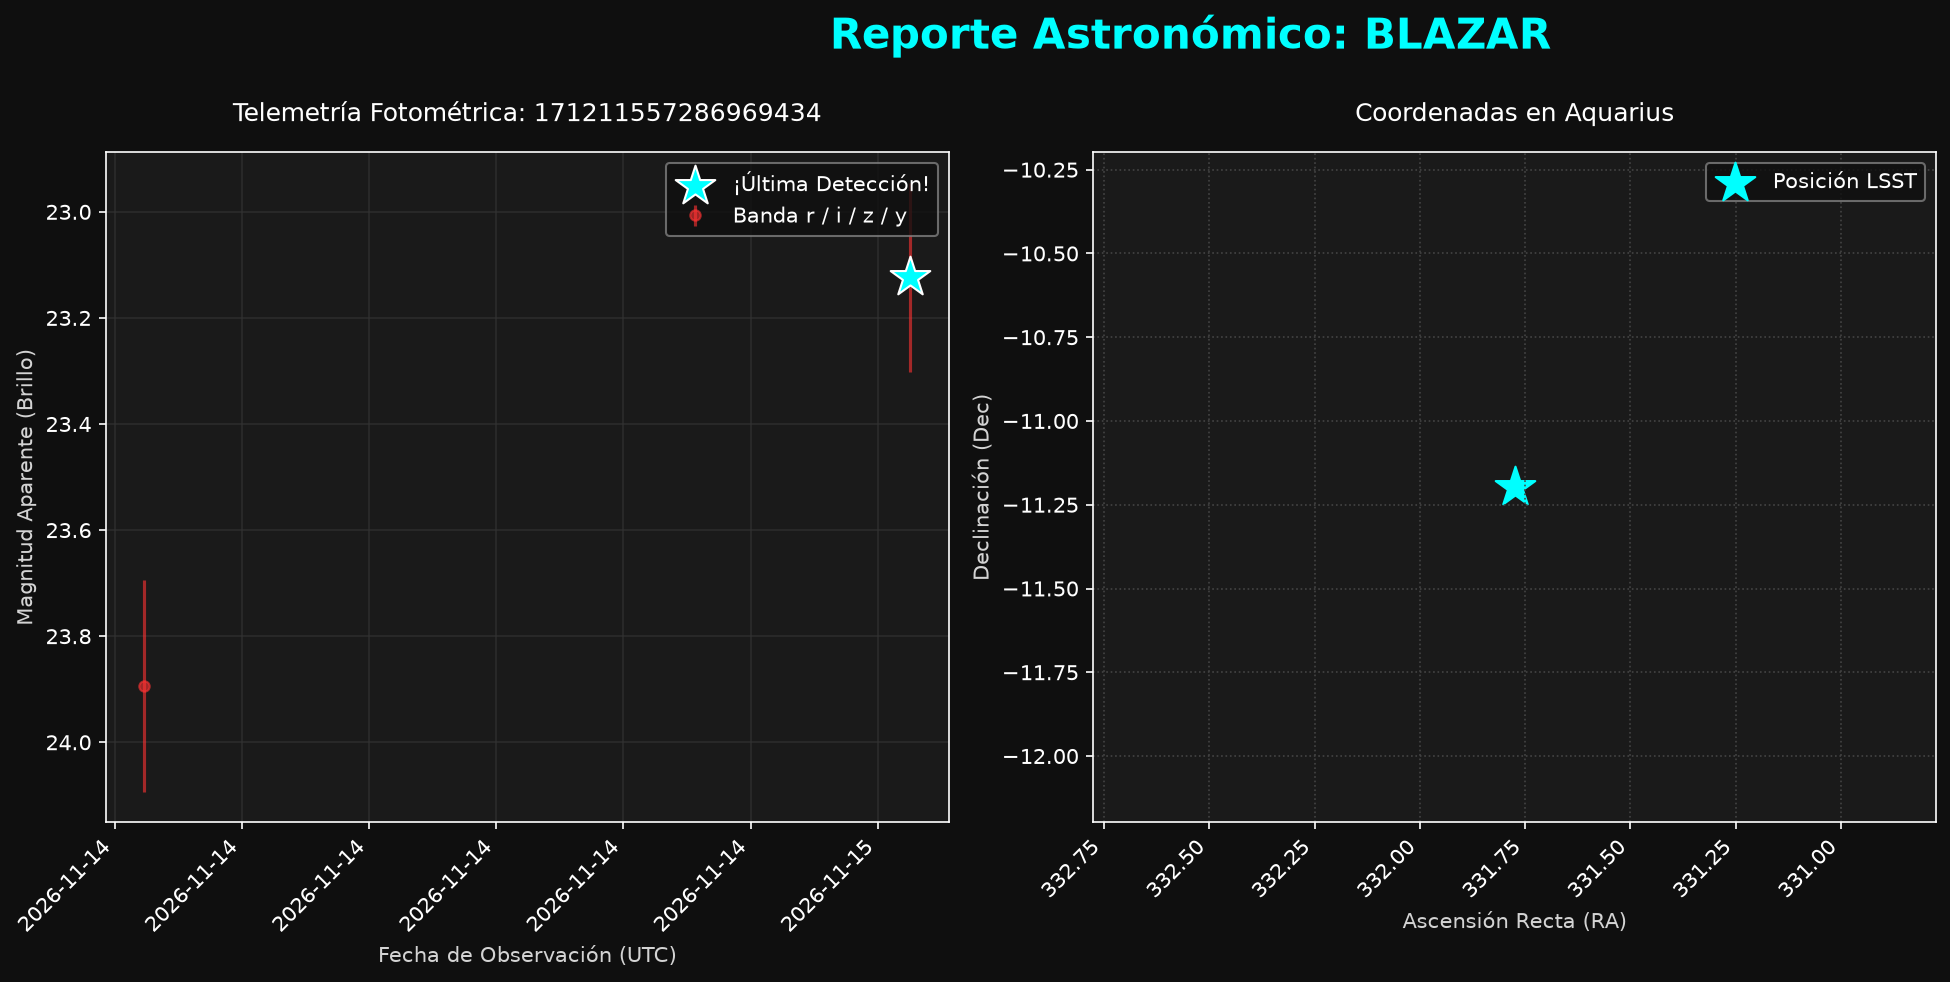 Reporte Astronómico: BLAZAR
Telemetría Fotométrica: 171211557286969434
¡Última Detección!
Banda r / i / z / y
Magnitud Aparente (Brillo)
23.0
23.2
23.4
23.6
23.8
24.0
2026-11-14
2026-11-14
2026-11-14
2026-11-14
2026-11-14
2026-11-14
2026-11-15
Fecha de Observación (UTC)
Coordenadas en Aquarius
Posición LSST
Declinación (Dec)
−10.25
−10.50
−10.75
−11.00
−11.25
−11.50
−11.75
−12.00
332.75
332.50
332.25
332.00
331.75
331.50
331.25
331.00
Ascensión Recta (RA)